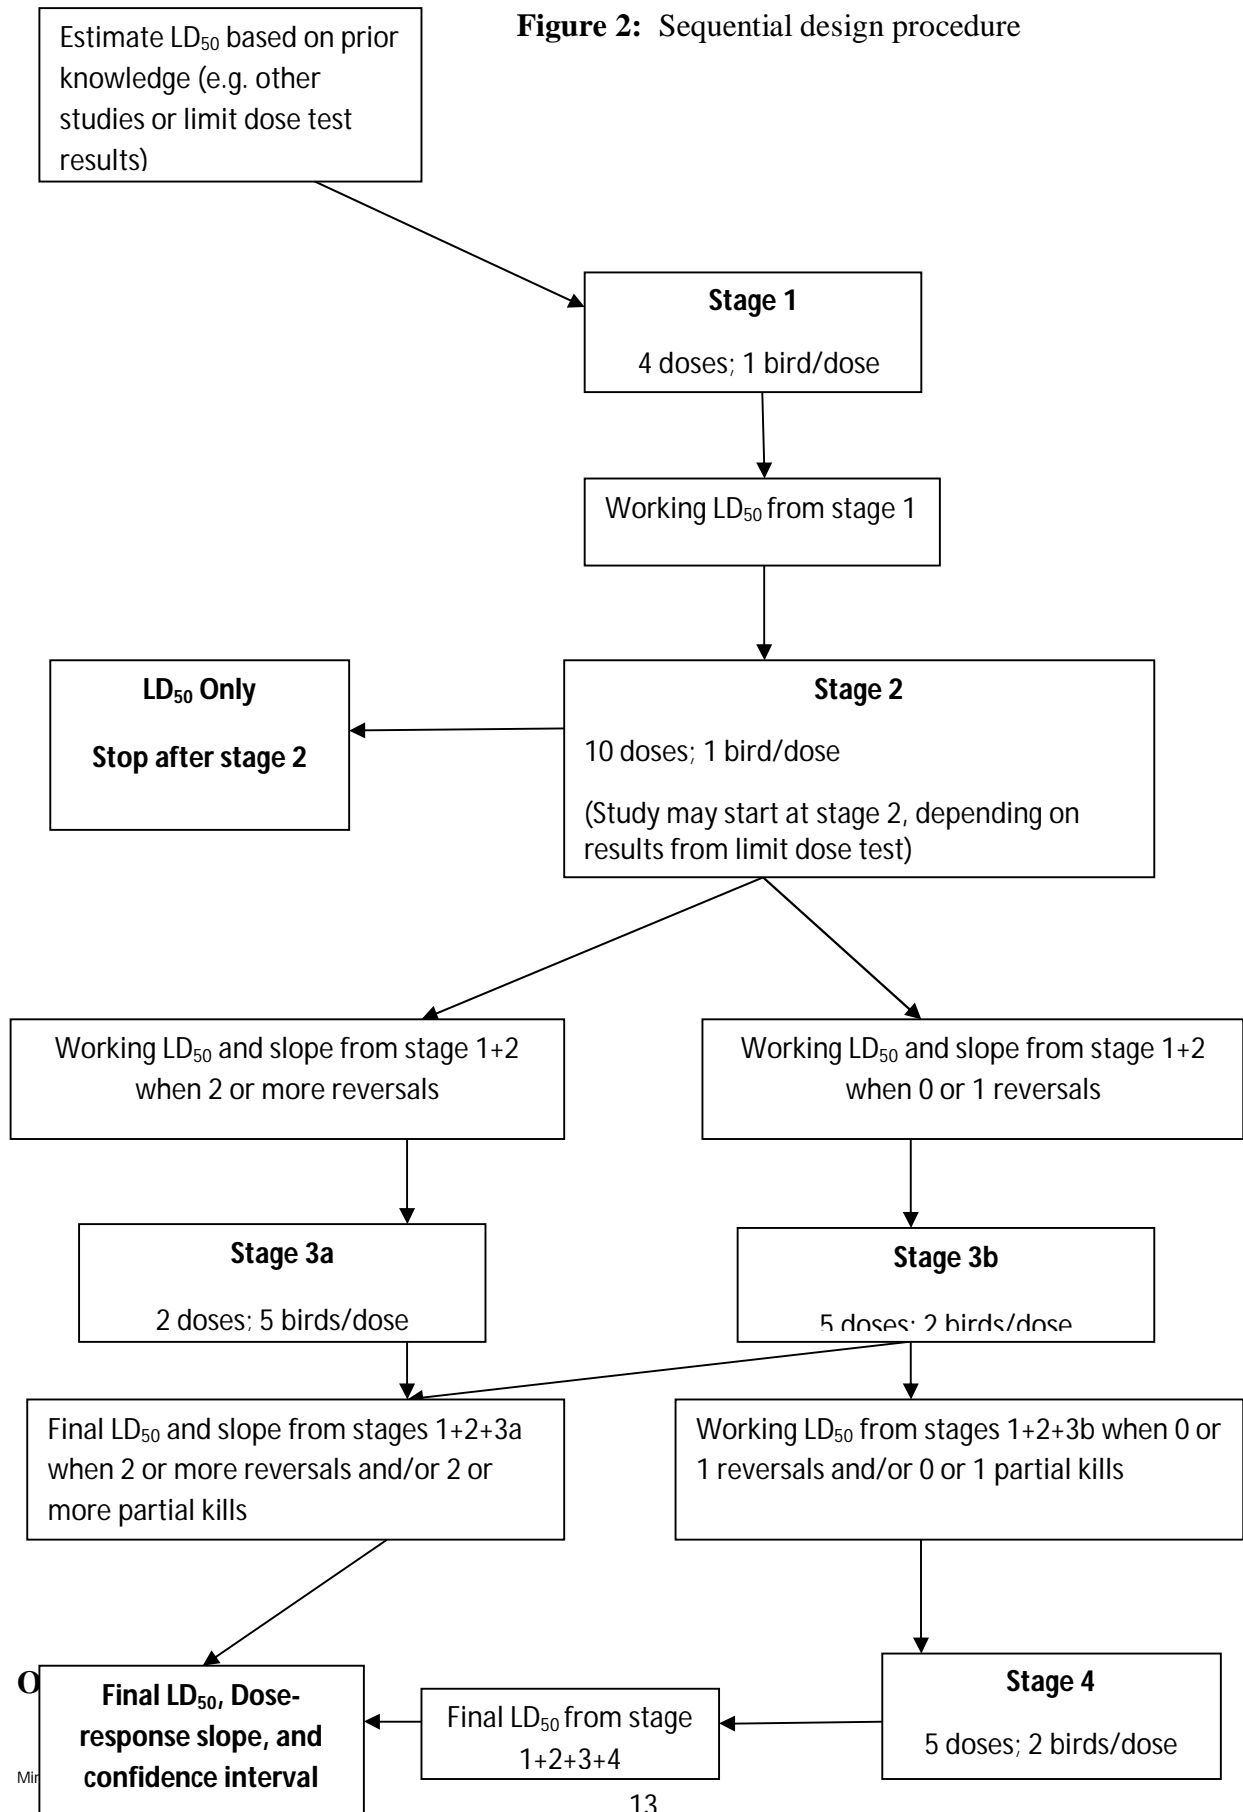 Figure 2: Sequential design procedure
Estimate LD50 based on prior
knowledge (e.g. other
studies or limit dose test
results)
Stage 1
4 doses; 1 bird/dose
Working LD50 from stage 1
LD50 Only
Stop after stage 2
Stage 2
10 doses; 1 bird/dose
(Study may start at stage 2, depending on
results from limit dose test)
Working LD50 and slope from stage 1+2
when 2 or more reversals
Working LD50 and slope from stage 1+2
when 0 or 1 reversals
Stage 3a
2 doses; 5 birds/dose
Stage 3b
5 doses; 2 birds/dose
Final LD50 and slope from stages 1+2+3a
when 2 or more reversals and/or 2 or
more partial kills
Working LD50 from stages 1+2+3b when 0 or
1 reversals and/or 0 or 1 partial kills
O
Final LD50, Dose-
response slope, and
confidence interval
Final LD50 from stage
1+2+3+4
Stage 4
5 doses; 2 birds/dose
13